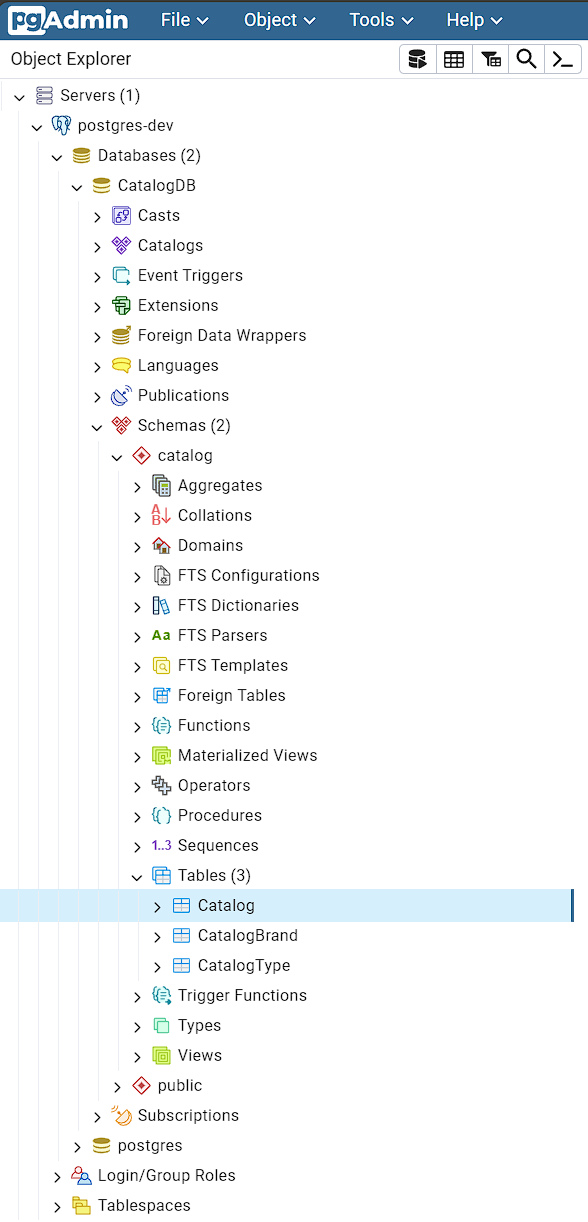 pgAdmin File Object Tools Help
Object Explorer
Servers (1)
postgres-dev
Databases (2)
CatalogDB
Casts
Catalogs
Event Triggers
Extensions
Foreign Data Wrappers
Languages
Publications
Schemas (2)
catalog
Aggregates
Collations
Domains
FTS Configurations
FTS Dictionaries
Aa FTS Parsers
FTS Templates
Foreign Tables
Functions
Materialized Views
Operators
Procedures
1..3 Sequences
Tables (3)
Catalog
CatalogBrand
CatalogType
Trigger Functions
Types
Views
public
Subscriptions
postgres
Login/Group Roles
Tablespaces